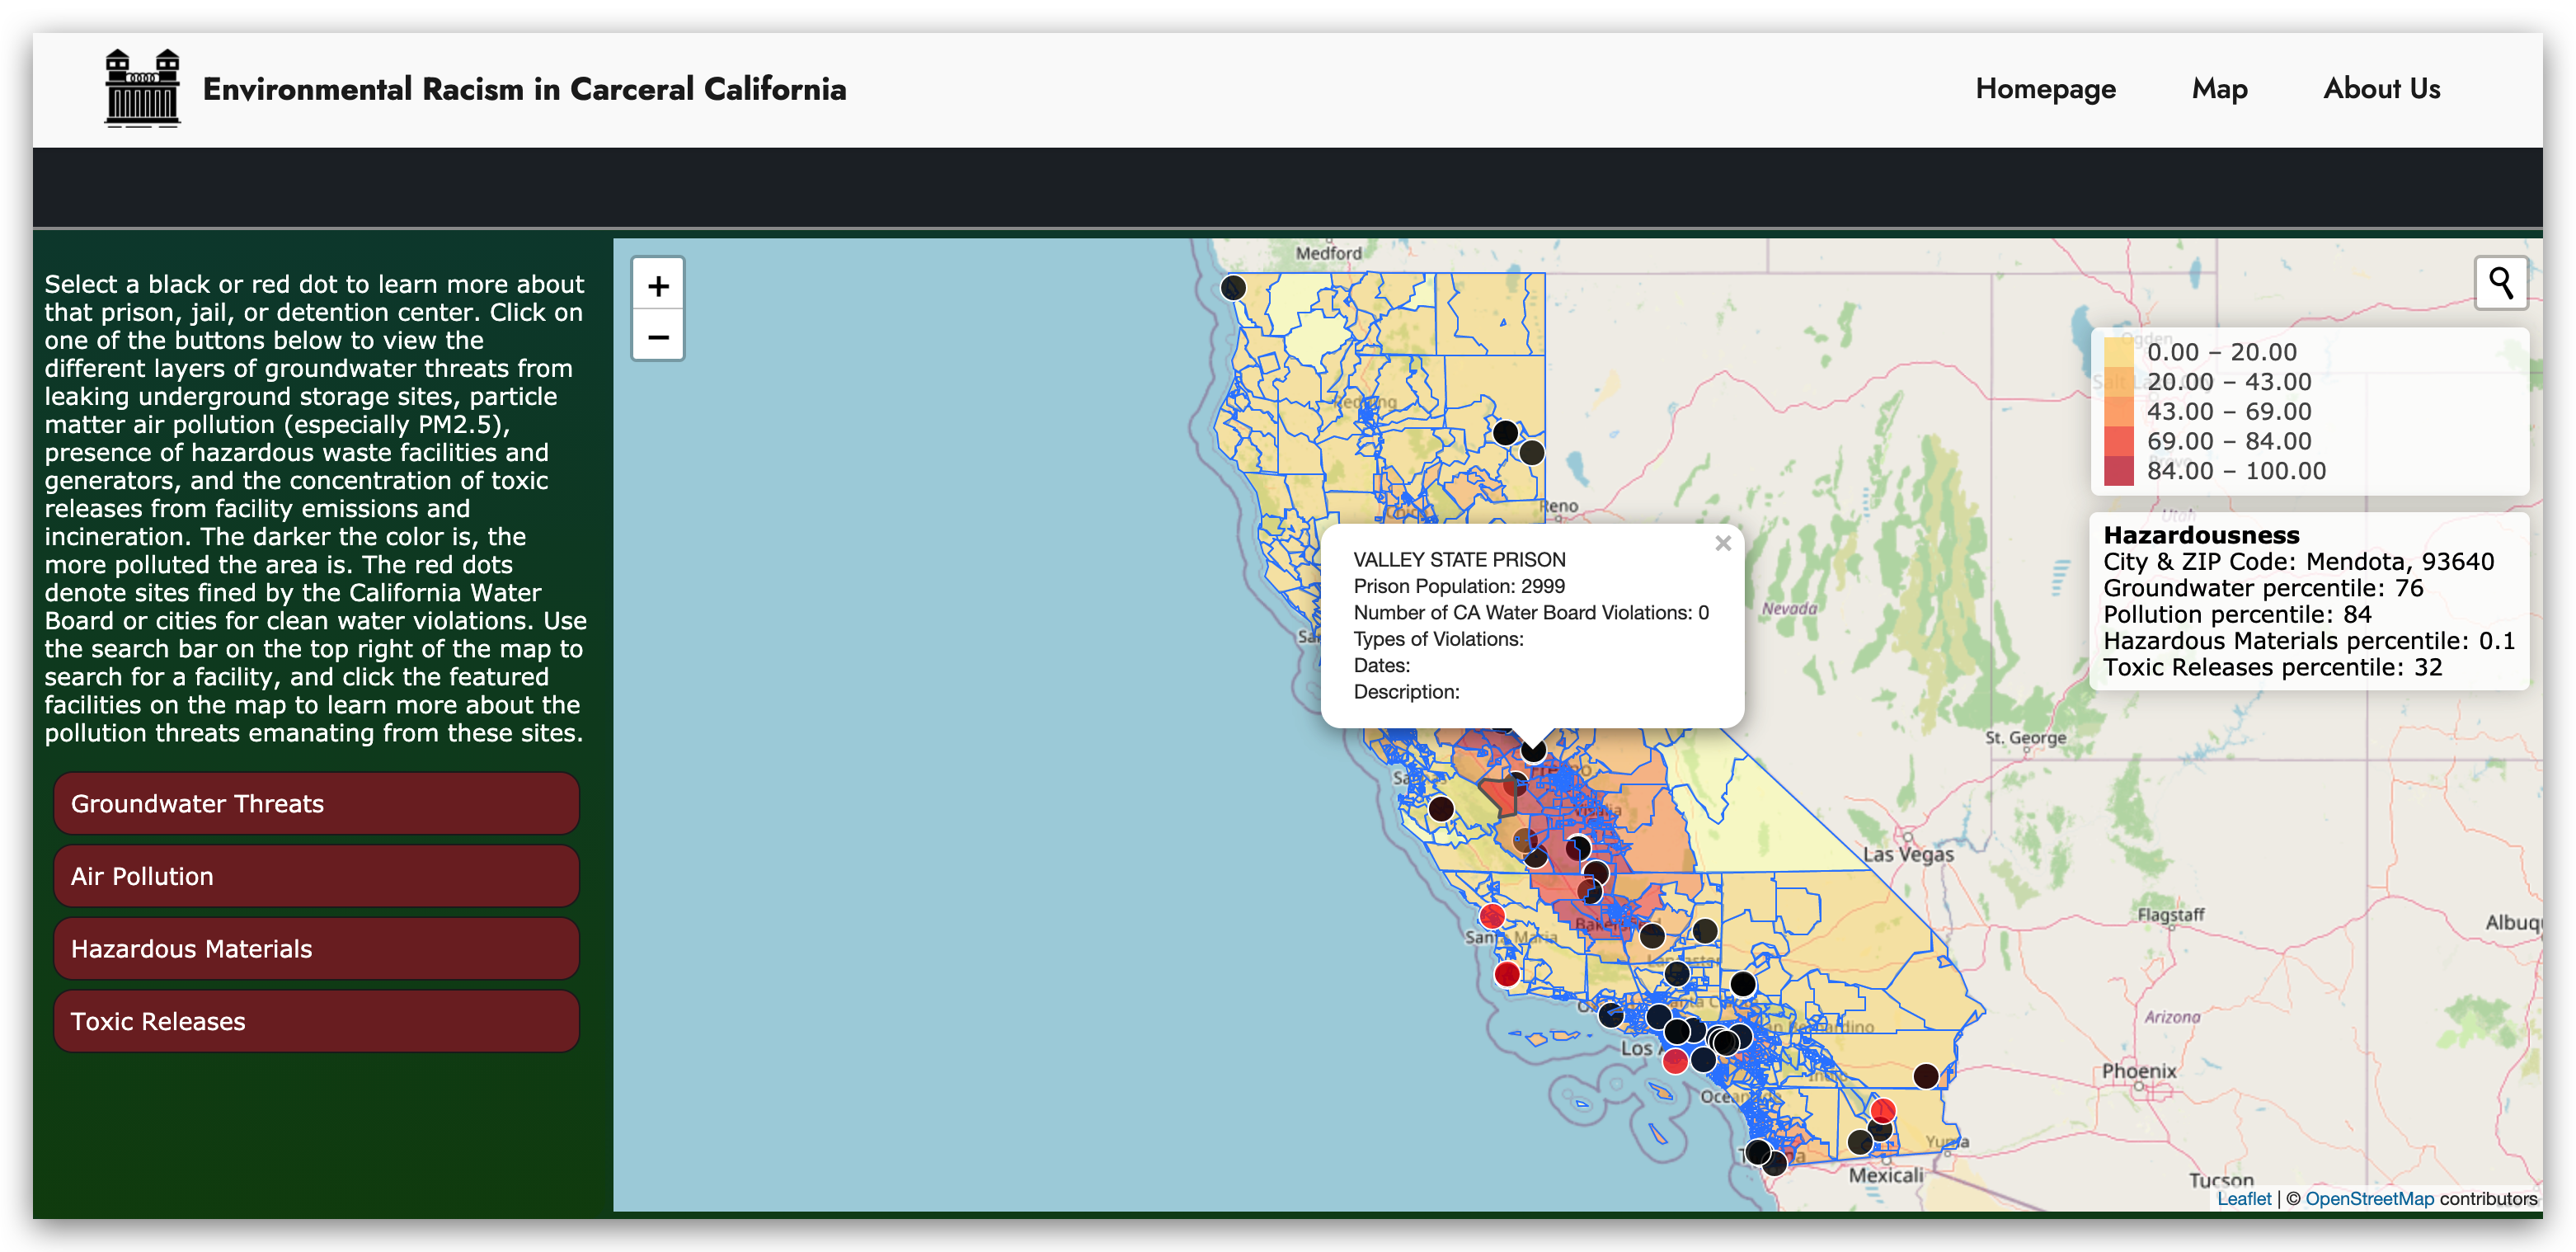 Environmental Racism in Carceral California
Homepage
Map
About Us
Select a black or red dot to learn more about
that prison, jail, or detention center. Click on
one of the buttons below to view the
different layers of groundwater threats from
leaking underground storage sites, particle
matter air pollution (especially PM2.5),
presence of hazardous waste facilities and
generators, and the concentration of toxic
releases from facility emissions and
incineration. The darker the color is, the
more polluted the area is. The red dots
denote sites fined by the California Water
Board or cities for clean water violations. Use
the search bar on the top right of the map to
search for a facility, and click the featured
facilities on the map to learn more about the
pollution threats emanating from these sites.
Groundwater Threats
Air Pollution
Hazardous Materials
Toxic Releases
+
−
Medford
Redding
Chico
Reno
VALLEY STATE PRISON
Prison Population: 2999
Number of CA Water Board Violations: 0
Types of Violations:
Dates:
Description:
×
Nevada
Utah
Ogden
0.00 – 20.00
20.00 – 43.00
43.00 – 69.00
69.00 – 84.00
84.00 – 100.00
Hazardousness
City & ZIP Code: Mendota, 93640
Groundwater percentile: 76
Pollution percentile: 84
Hazardous Materials percentile: 0.1
Toxic Releases percentile: 32
St. George
Visalia
Las Vegas
Flagstaff
Santa Maria
Lancaster
Arizona
Phoenix
Yuma
Mexicali
Tucson
Leaflet | © OpenStreetMap contributors